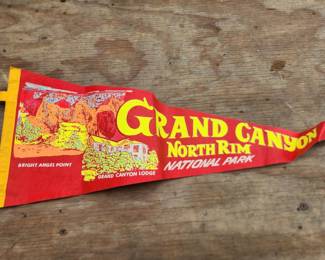 GRAND CANYON
NORTH RIM
NATIONAL PARK
BRIGHT ANGEL POINT
GRAND CANYON LODGE